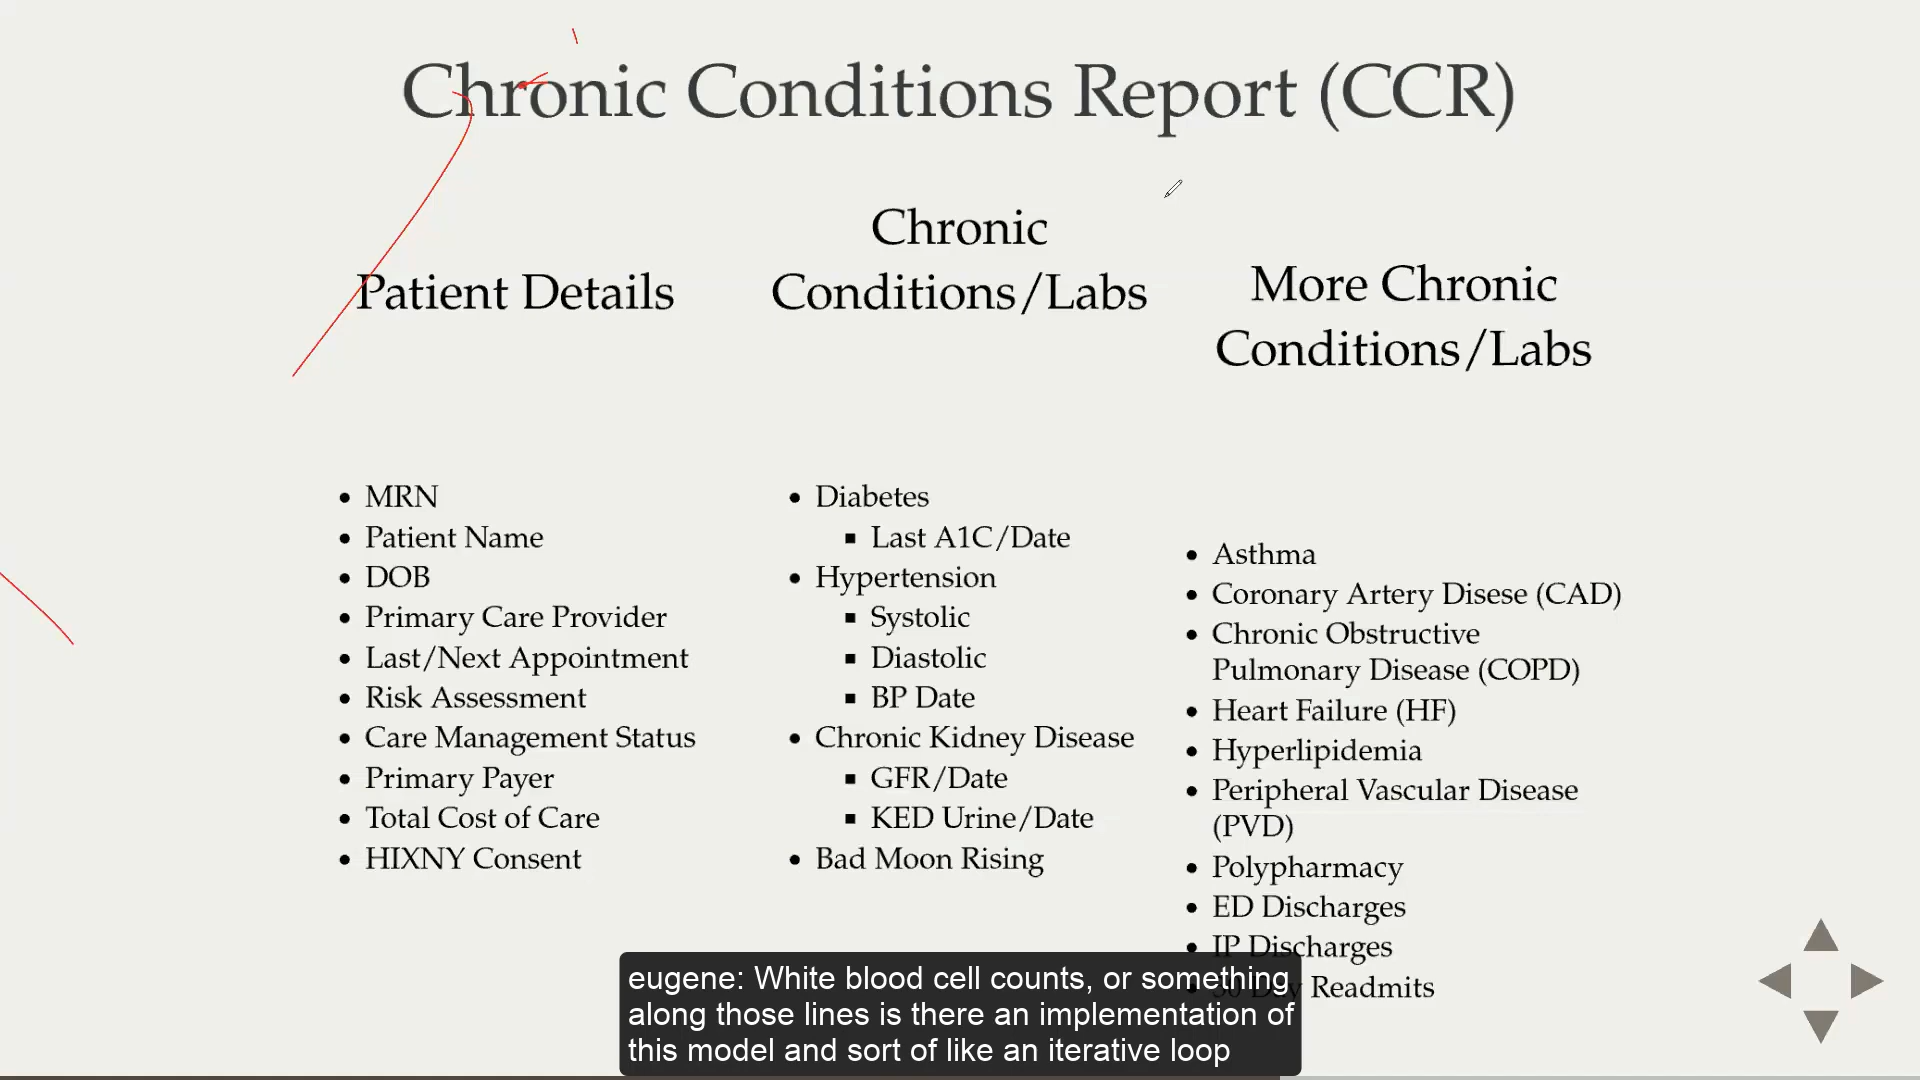 Chronic Conditions Report (CCR)
Patient Details
MRN
Patient Name
DOB
Primary Care Provider
Last/Next Appointment
Risk Assessment
Care Management Status
Primary Payer
Total Cost of Care
HIXNY Consent
Chronic
Conditions/Labs
Diabetes
Last A1C/Date
Hypertension
Systolic
Diastolic
BP Date
Chronic Kidney Disease
GFR/Date
KED Urine/Date
Bad Moon Rising
More Chronic
Conditions/Labs
Asthma
Coronary Artery Disese (CAD)
Chronic Obstructive
Pulmonary Disease (COPD)
Heart Failure (HF)
Hyperlipidemia
Peripheral Vascular Disease
(PVD)
Polypharmacy
ED Discharges
IP Discharges
30 Day Readmits
eugene: White blood cell counts, or something
along those lines is there an implementation of
this model and sort of like an iterative loop